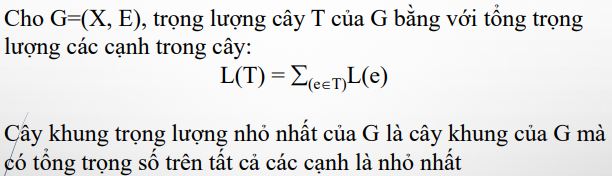 Cho G=(X, E), trọng lượng cây T của G bằng với tổng trọng
lượng các cạnh trong cây:
L(T) = ∑(e∈T)L(e)
Cây khung trọng lượng nhỏ nhất của G là cây khung của G mà
có tổng trọng số trên tất cả các cạnh là nhỏ nhất